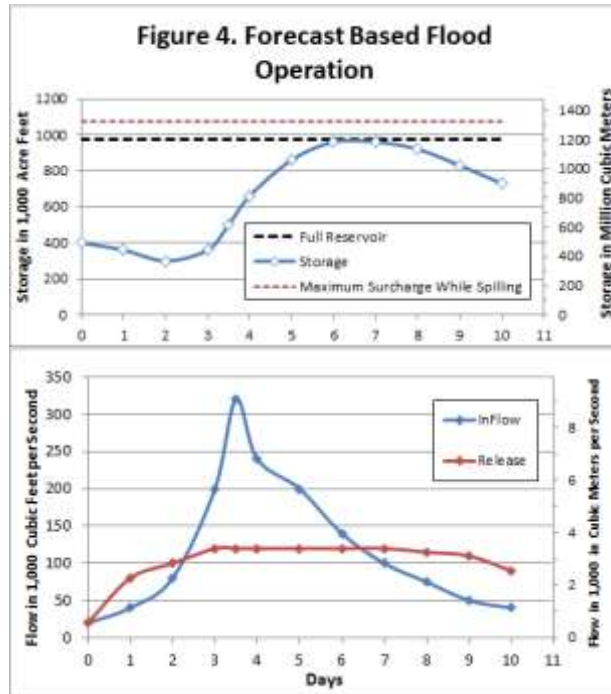 Figure 4. Forecast Based Flood
Operation
Storage in 1,000 Acre Feet
1200
1000
800
600
400
200
0
0 1 2 3 4 5 6 7 8 9 10 11
Full Reservoir
Storage
Maximum Surcharge While Spilling
1400
1200
1000
800
600
400
200
0
Storage in Million Cubic Meters
Flow in 1,000 Cubic Feet per Second
350
300
250
200
150
100
50
0
0 1 2 3 4 5 6 7 8 9 10 11
Days
InFlow
Release
8
6
4
2
0
Flow in 1,000 in Cubic Meters per Second